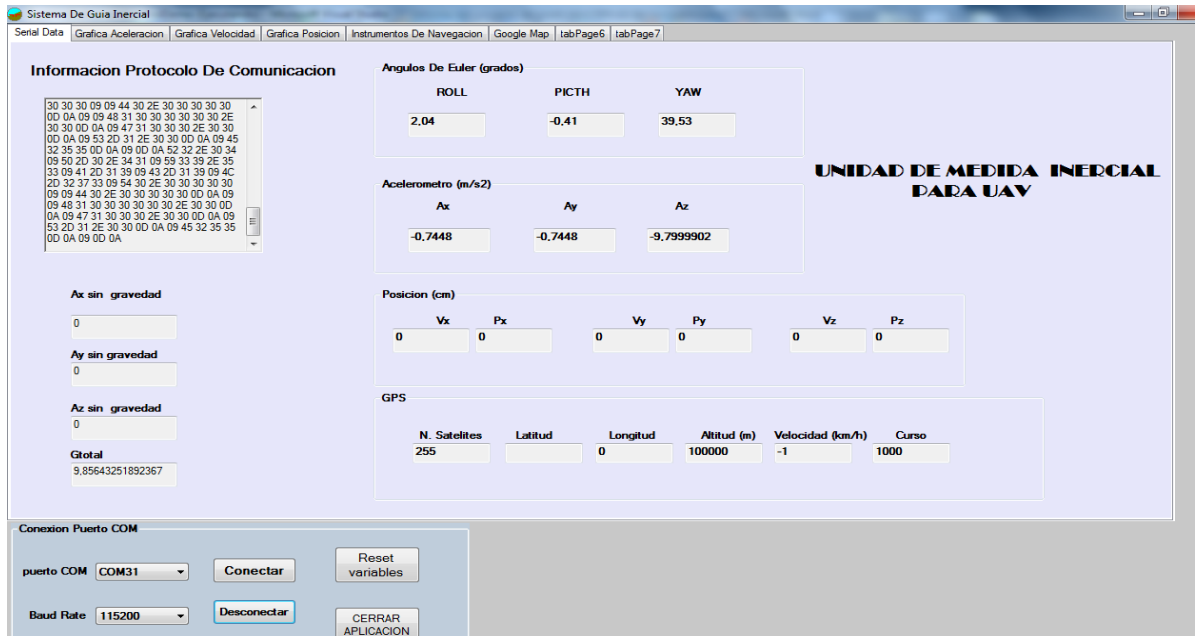 Sistema De Guia Inercial
Serial Data Grafica Aceleracion Grafica Velocidad Grafica Posicion Instrumentos De Navegacion Google Map tabPage6 tabPage7
Informacion Protocolo De Comunicacion
30 30 30 09 09 44 30 2E 30 30 30 30 30
0D 0A 09 09 48 31 30 30 30 30 30 30 2E
30 30 0D 0A 09 47 31 30 30 30 2E 30 30
0D 0A 09 53 2D 31 2E 30 30 0D 0A 09 45
32 35 35 0D 0A 09 0D 0A 52 32 2E 30 34
09 50 2D 30 2E 34 31 09 59 33 39 2E 35
33 09 41 2D 31 39 09 43 2D 31 39 09 4C
2D 32 37 33 09 54 30 2E 30 30 30 30 30
09 09 44 30 2E 30 30 30 30 30 0D 0A 09
09 48 31 30 30 30 30 30 30 2E 30 30 0D
0A 09 47 31 30 30 30 2E 30 30 0D 0A 09
53 2D 31 2E 30 30 0D 0A 09 45 32 35 35
0D 0A 09 0D 0A
Ax sin gravedad
0
Ay sin gravedad
0
Az sin gravedad
0
Gtotal
9,85643251892367
Angulos De Euler (grados)
ROLL PICTH YAW
2,04 -0,41 39,53
Acelerometro (m/s2)
Ax Ay Az
-0,7448 -0,7448 -9,7999902
UNIDAD DE MEDIDA INERCIAL
PARA UAV
Posicion (cm)
Vx Px Vy Py Vz Pz
0 0 0 0 0 0
GPS
N. Satelites Latitud Longitud Altitud (m) Velocidad (km/h) Curso
255 0 100000 -1 1000
Conexion Puerto COM
puerto COM COM31 Conectar
Reset
variables
Baud Rate 115200 Desconectar
CERRAR
APLICACION